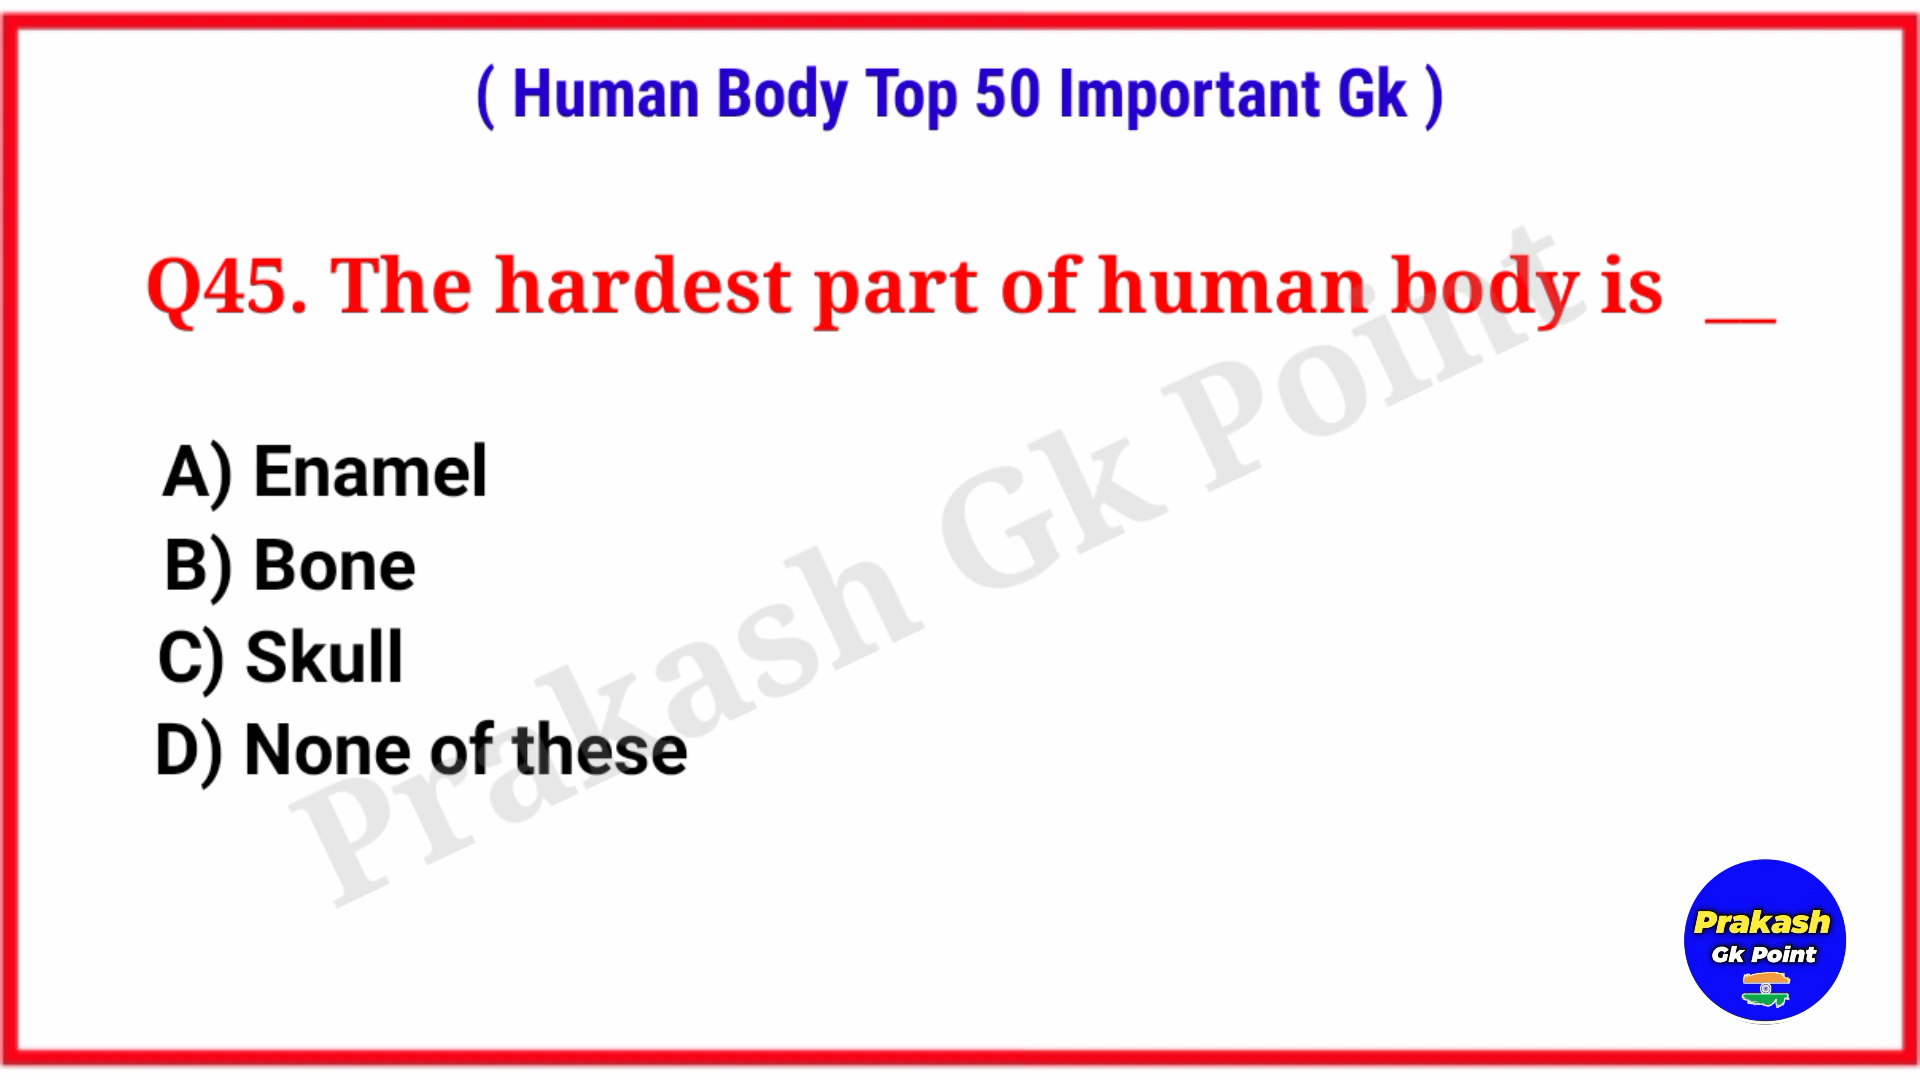 ( Human Body Top 50 Important Gk )
Q45. The hardest part of human body is __
A) Enamel
B) Bone
C) Skull
D) None of these
Prakash Gk Point
Prakash
Gk Point